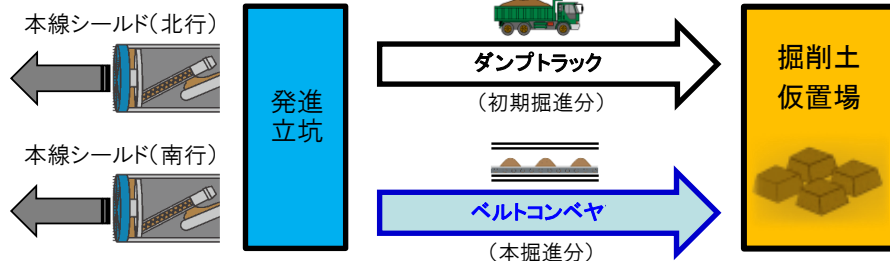 本線シールド(北行)
本線シールド(南行)
発進
立坑
ダンプトラック
(初期掘進分)
ベルトコンベヤ
(本掘進分)
掘削土
仮置場